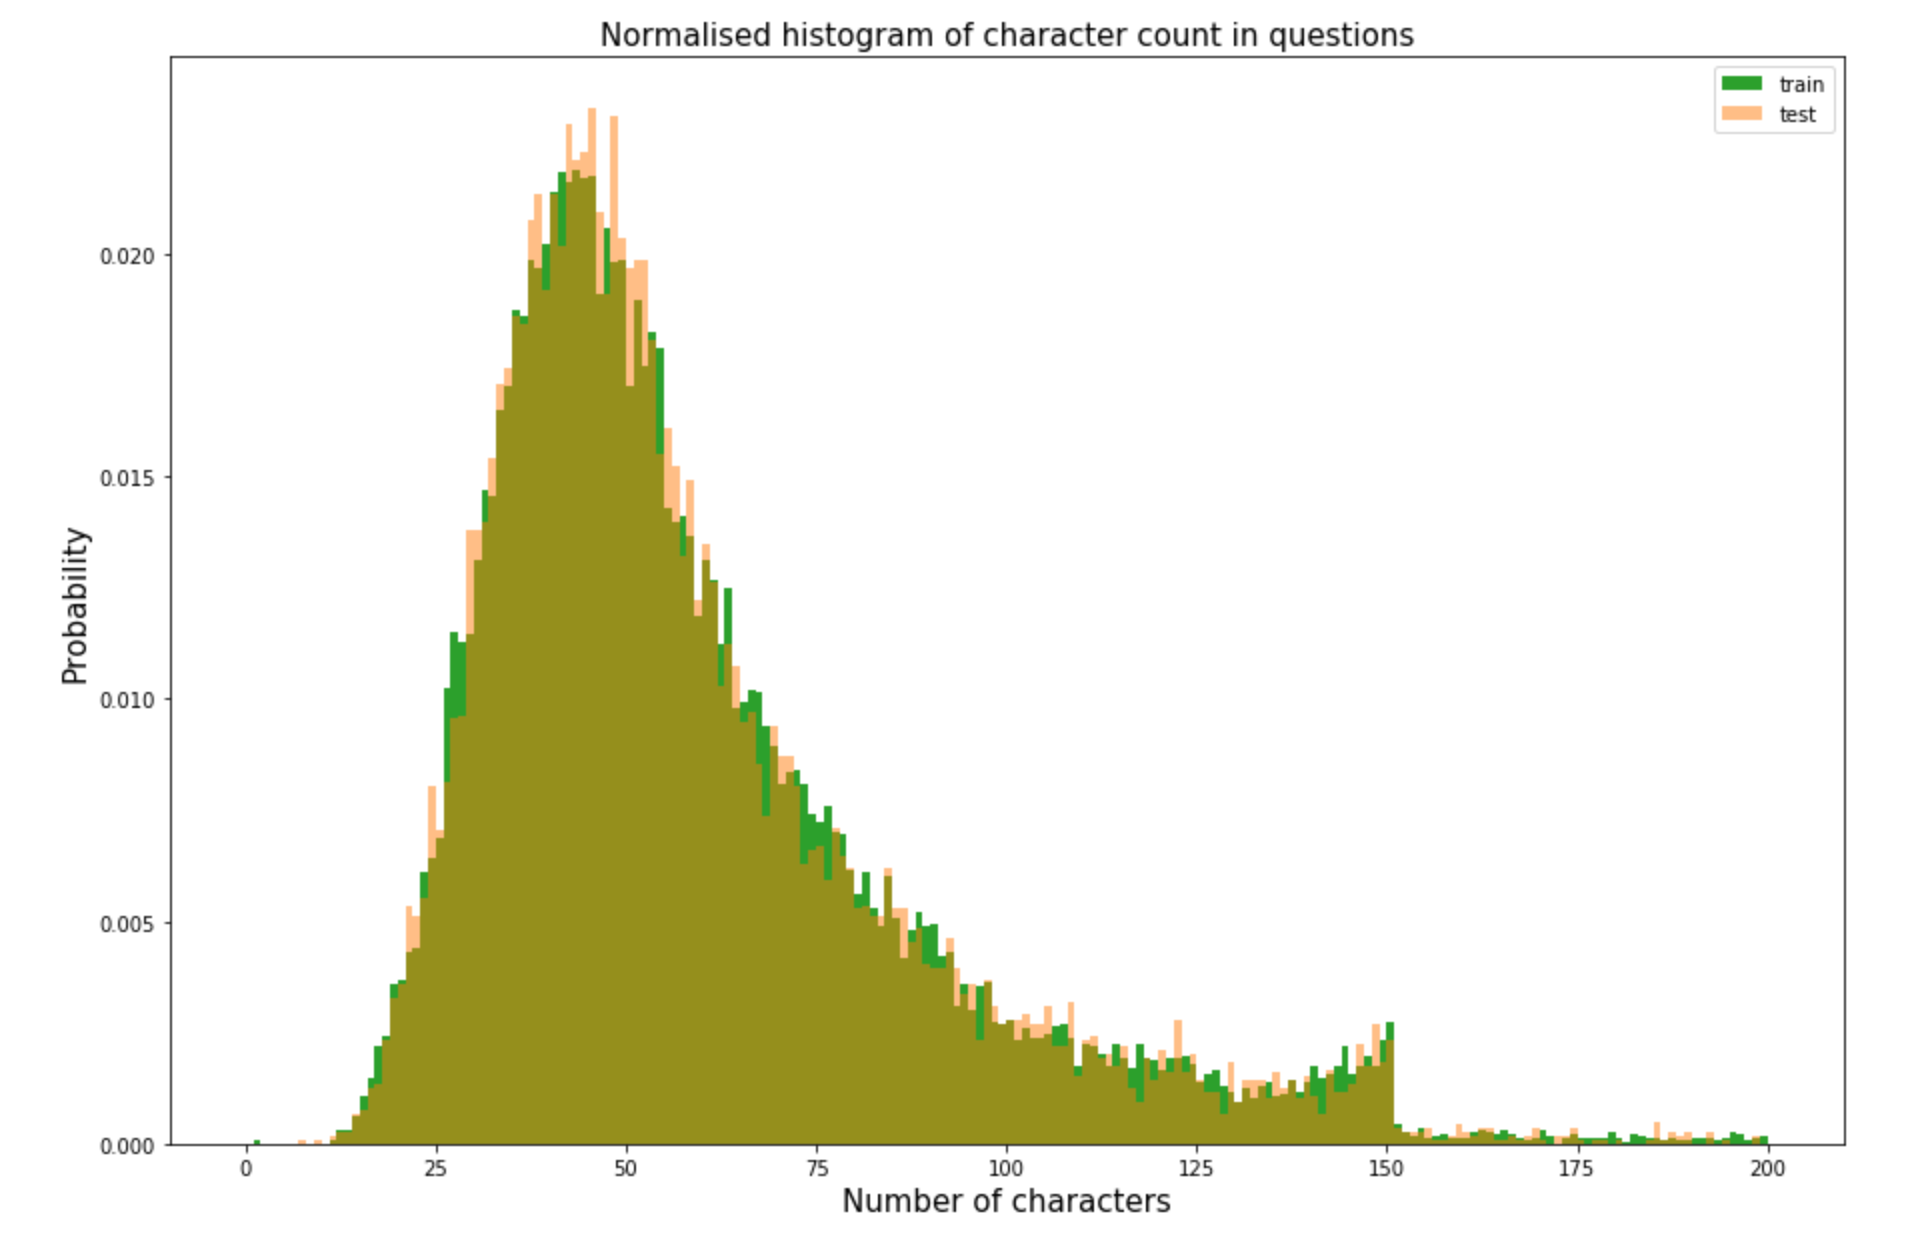 Normalised histogram of character count in questions
train
test
0.020
0.015
0.010
0.005
0.000
Probability
0 25 50 75 100 125 150 175 200
Number of characters